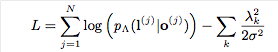 L = \sum_{j=1}^{N} \log \left( p_{\Lambda}(\mathbf{l}^{(j)}|\mathbf{o}^{(j)}) \right) - \sum_{k} \frac{\lambda_k^2}{2\sigma^2}